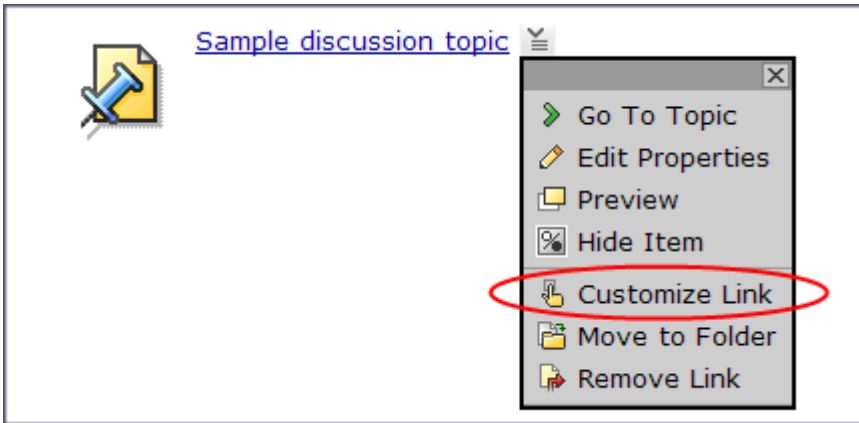 Sample discussion topic
Go To Topic
Edit Properties
Preview
Hide Item
Customize Link
Move to Folder
Remove Link